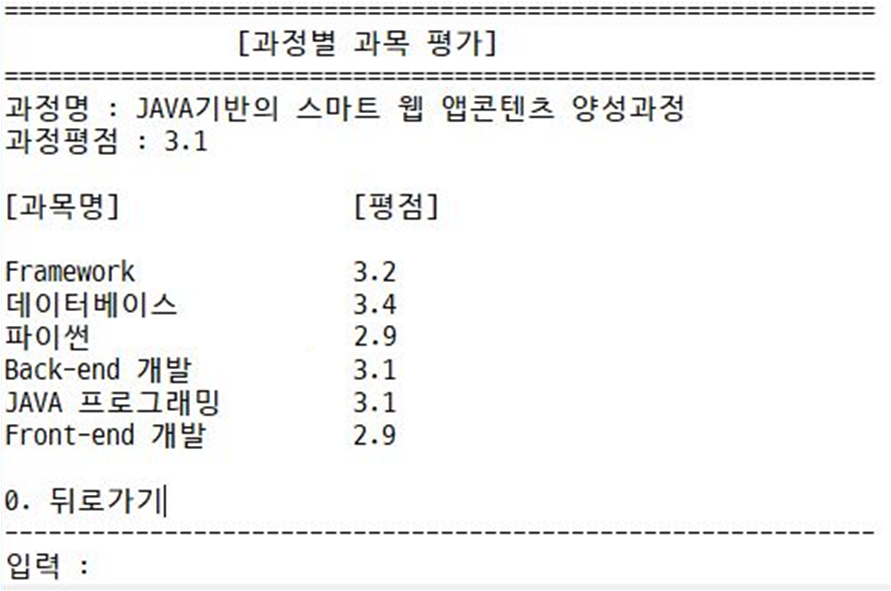 ============================================================
[과정별 과목 평가]
============================================================
과정명 : JAVA기반의 스마트 웹 앱콘텐츠 양성과정
과정평점 : 3.1
[과목명] [평점]
Framework 3.2
데이터베이스 3.4
파이썬 2.9
Back-end 개발 3.1
JAVA 프로그래밍 3.1
Front-end 개발 2.9
0. 뒤로가기
------------------------------------------------------------
입력 :